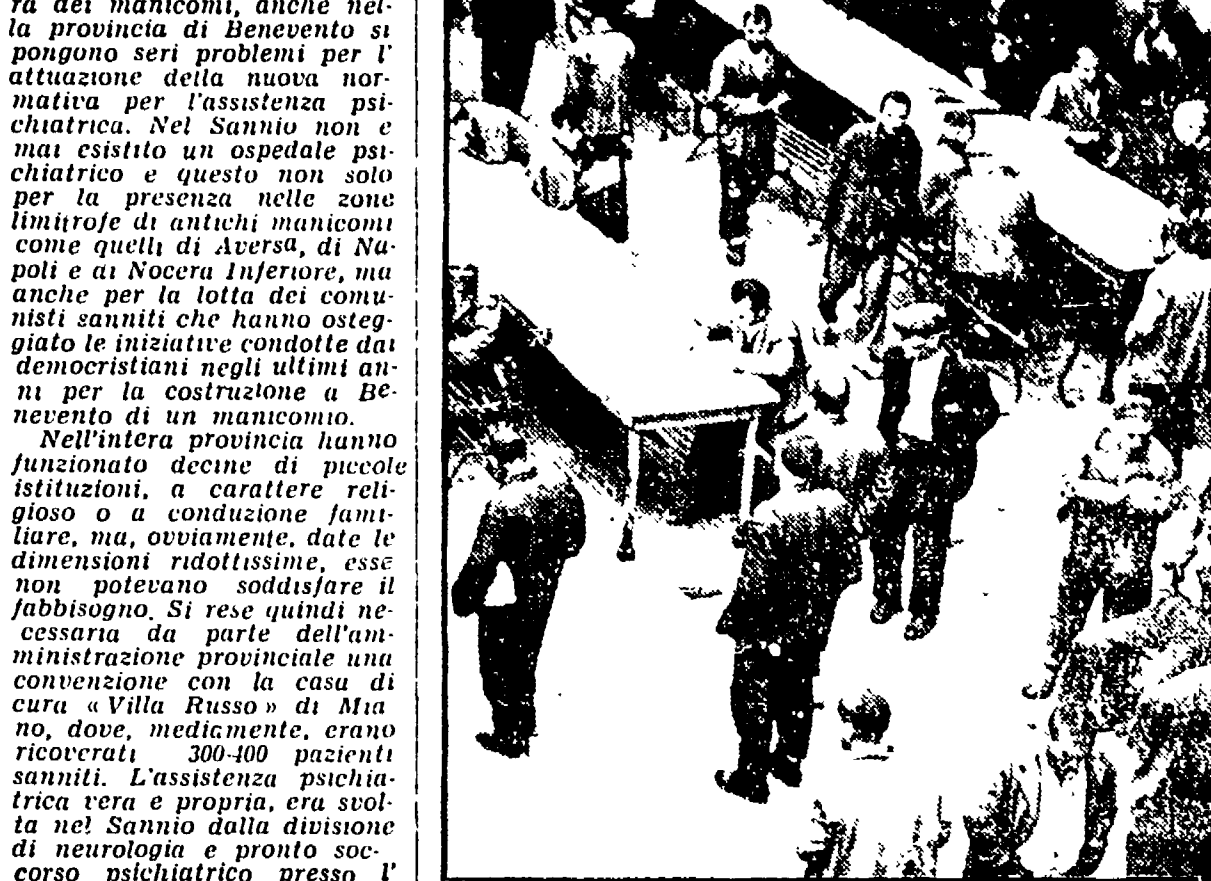 ra dei manicomi, anche nel-
la provincia di Benevento si
pongono seri problemi per l'
attuazione della nuova nor-
mativa per l'assistenza psi-
chiatrica. Nel Sannio non e
mai esistito un ospedale psi-
chiatrico e questo non solo
per la presenza nelle zone
limitrofe di antichi manicomi
come quelli di Aversa, di Na-
poli e di Nocera Inferiore, ma
anche per la lotta dei comu-
nisti sanniti che hanno osteg-
giato le iniziative condotte dai
democristiani negli ultimi an-
ni per la costruzione a Be-
nevento di un manicomio.
Nell'intera provincia hanno
funzionato decine di piccole
istituzioni, a carattere reli-
gioso o a conduzione fami-
liare, ma, ovviamente, date le
dimensioni ridottissime, esse
non potevano soddisfare il
fabbisogno. Si rese quindi ne-
cessaria da parte dell'am-
ministrazione provinciale una
convenzione con la casa di
cura « Villa Russo » di Mia
no, dove, mediamente, erano
ricoverati 300-400 pazienti
sanniti. L'assistenza psichia-
trica vera e propria, era svol-
ta nel Sannio dalla divisione
di neurologia e pronto soc-
corso psichiatrico presso l'